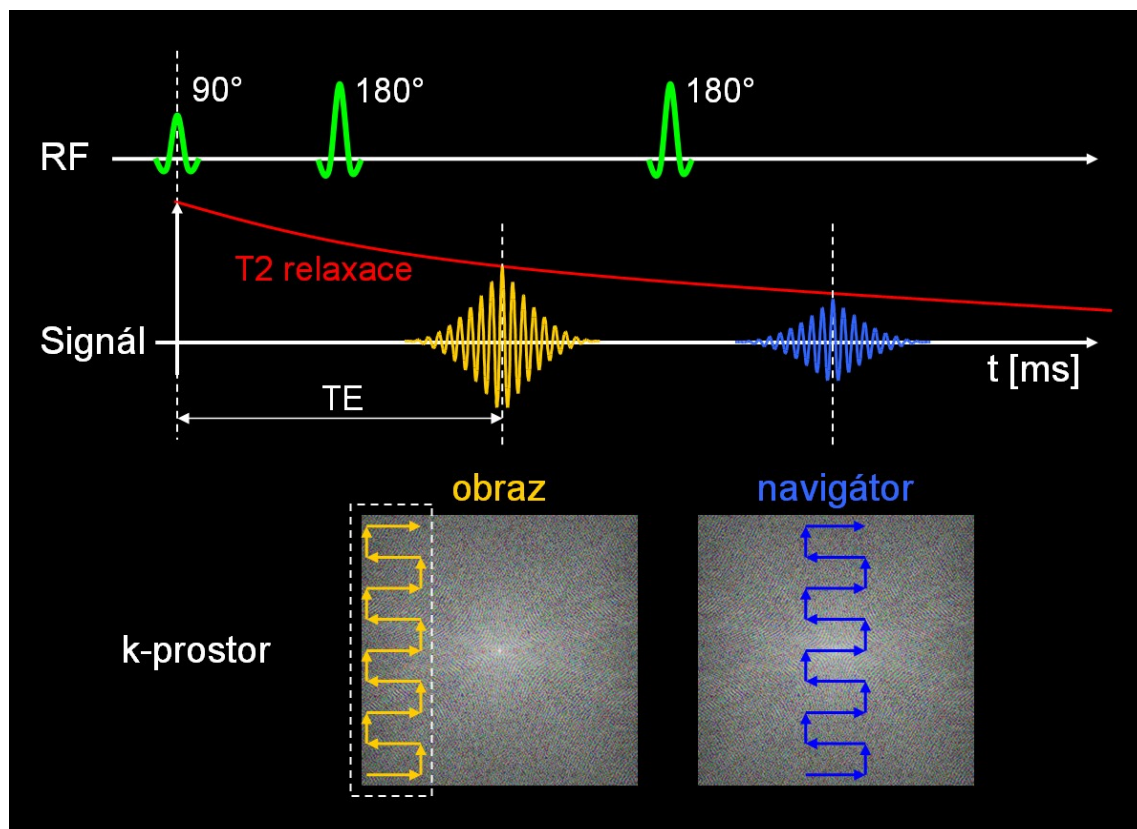 90°
180°
180°
RF
T2 relaxace
Signál
t [ms]
TE
obraz
navigátor
k-prostor